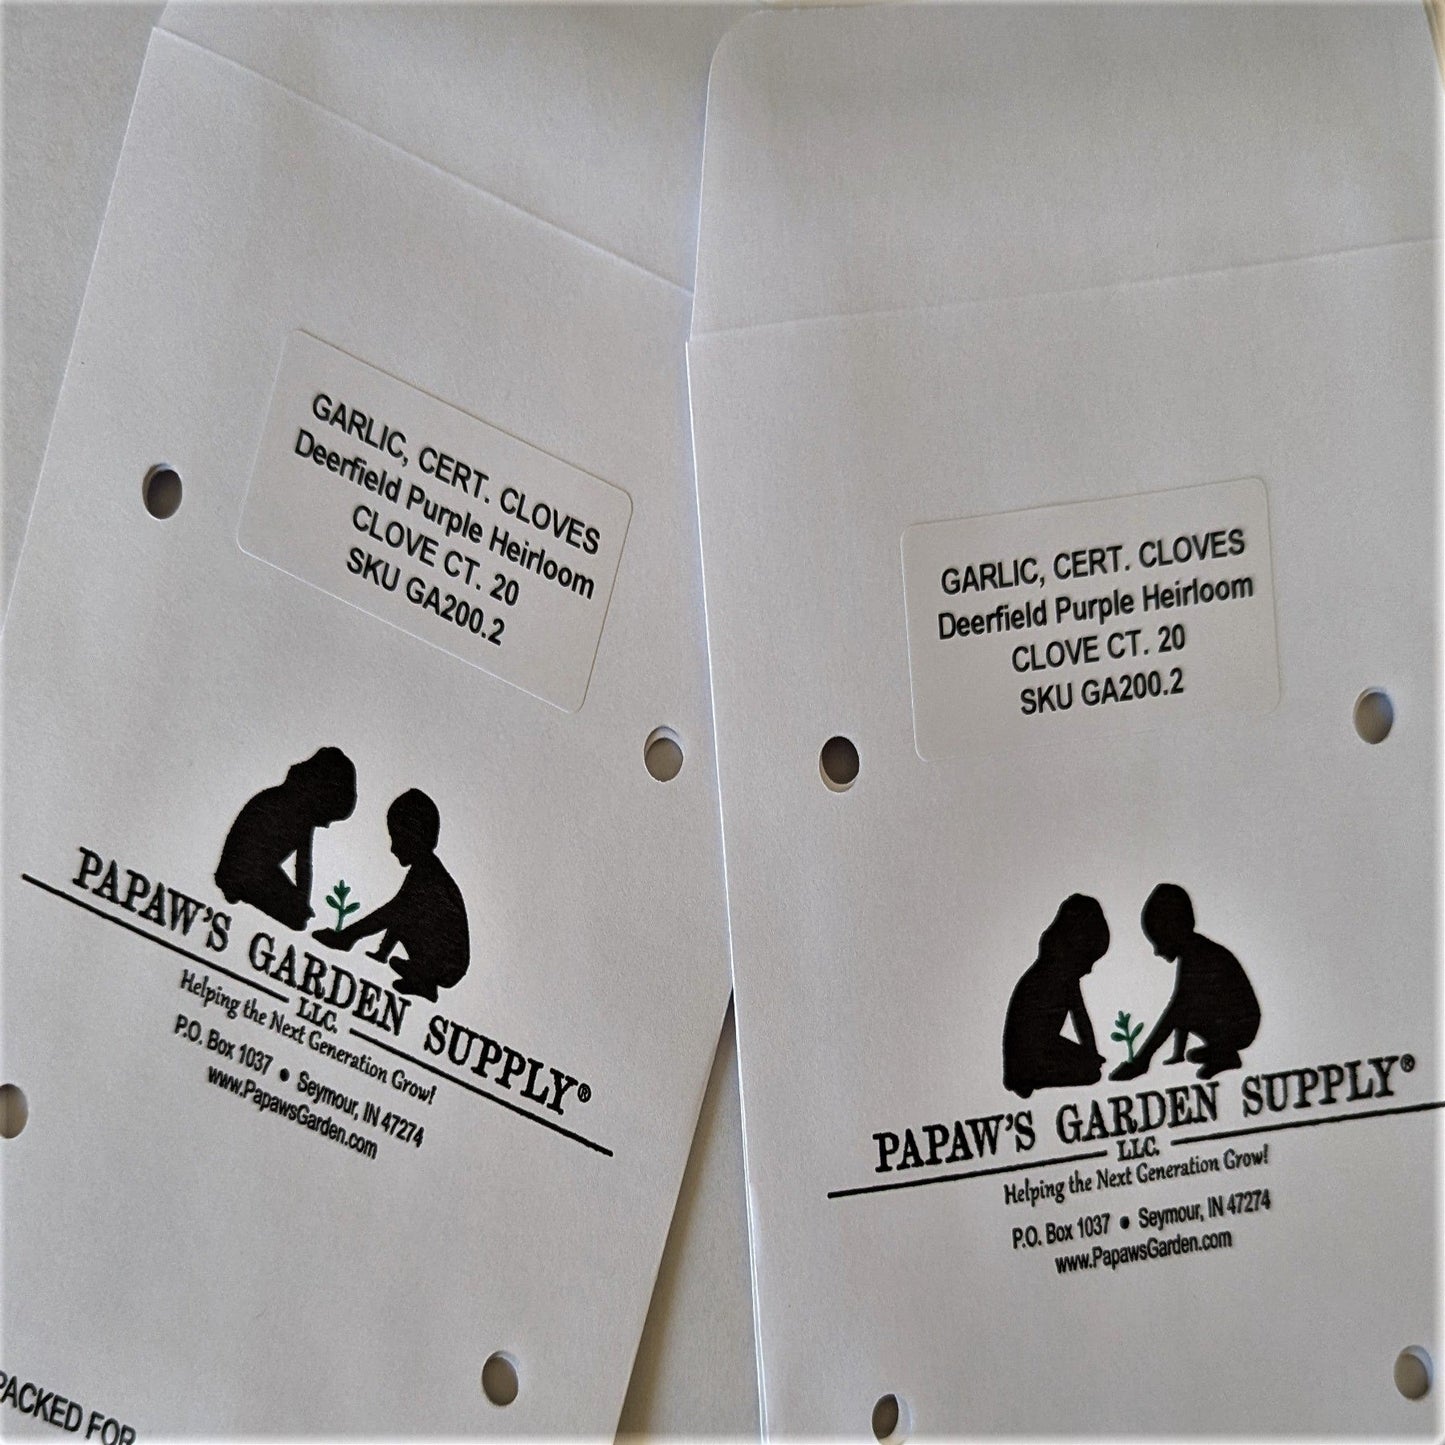 GARLIC, CERT. CLOVES
Deerfield Purple Heirloom
CLOVE CT. 20
SKU GA200.2
PAPAW'S GARDEN SUPPLY®
LLC.
Helping the Next Generation Grow!
P.O. Box 1037 ● Seymour, IN 47274
www.PapawsGarden.com
PACKED FOR
GARLIC, CERT. CLOVES
Deerfield Purple Heirloom
CLOVE CT. 20
SKU GA200.2
PAPAW'S GARDEN SUPPLY®
LLC.
Helping the Next Generation Grow!
P.O. Box 1037 ● Seymour, IN 47274
www.PapawsGarden.com